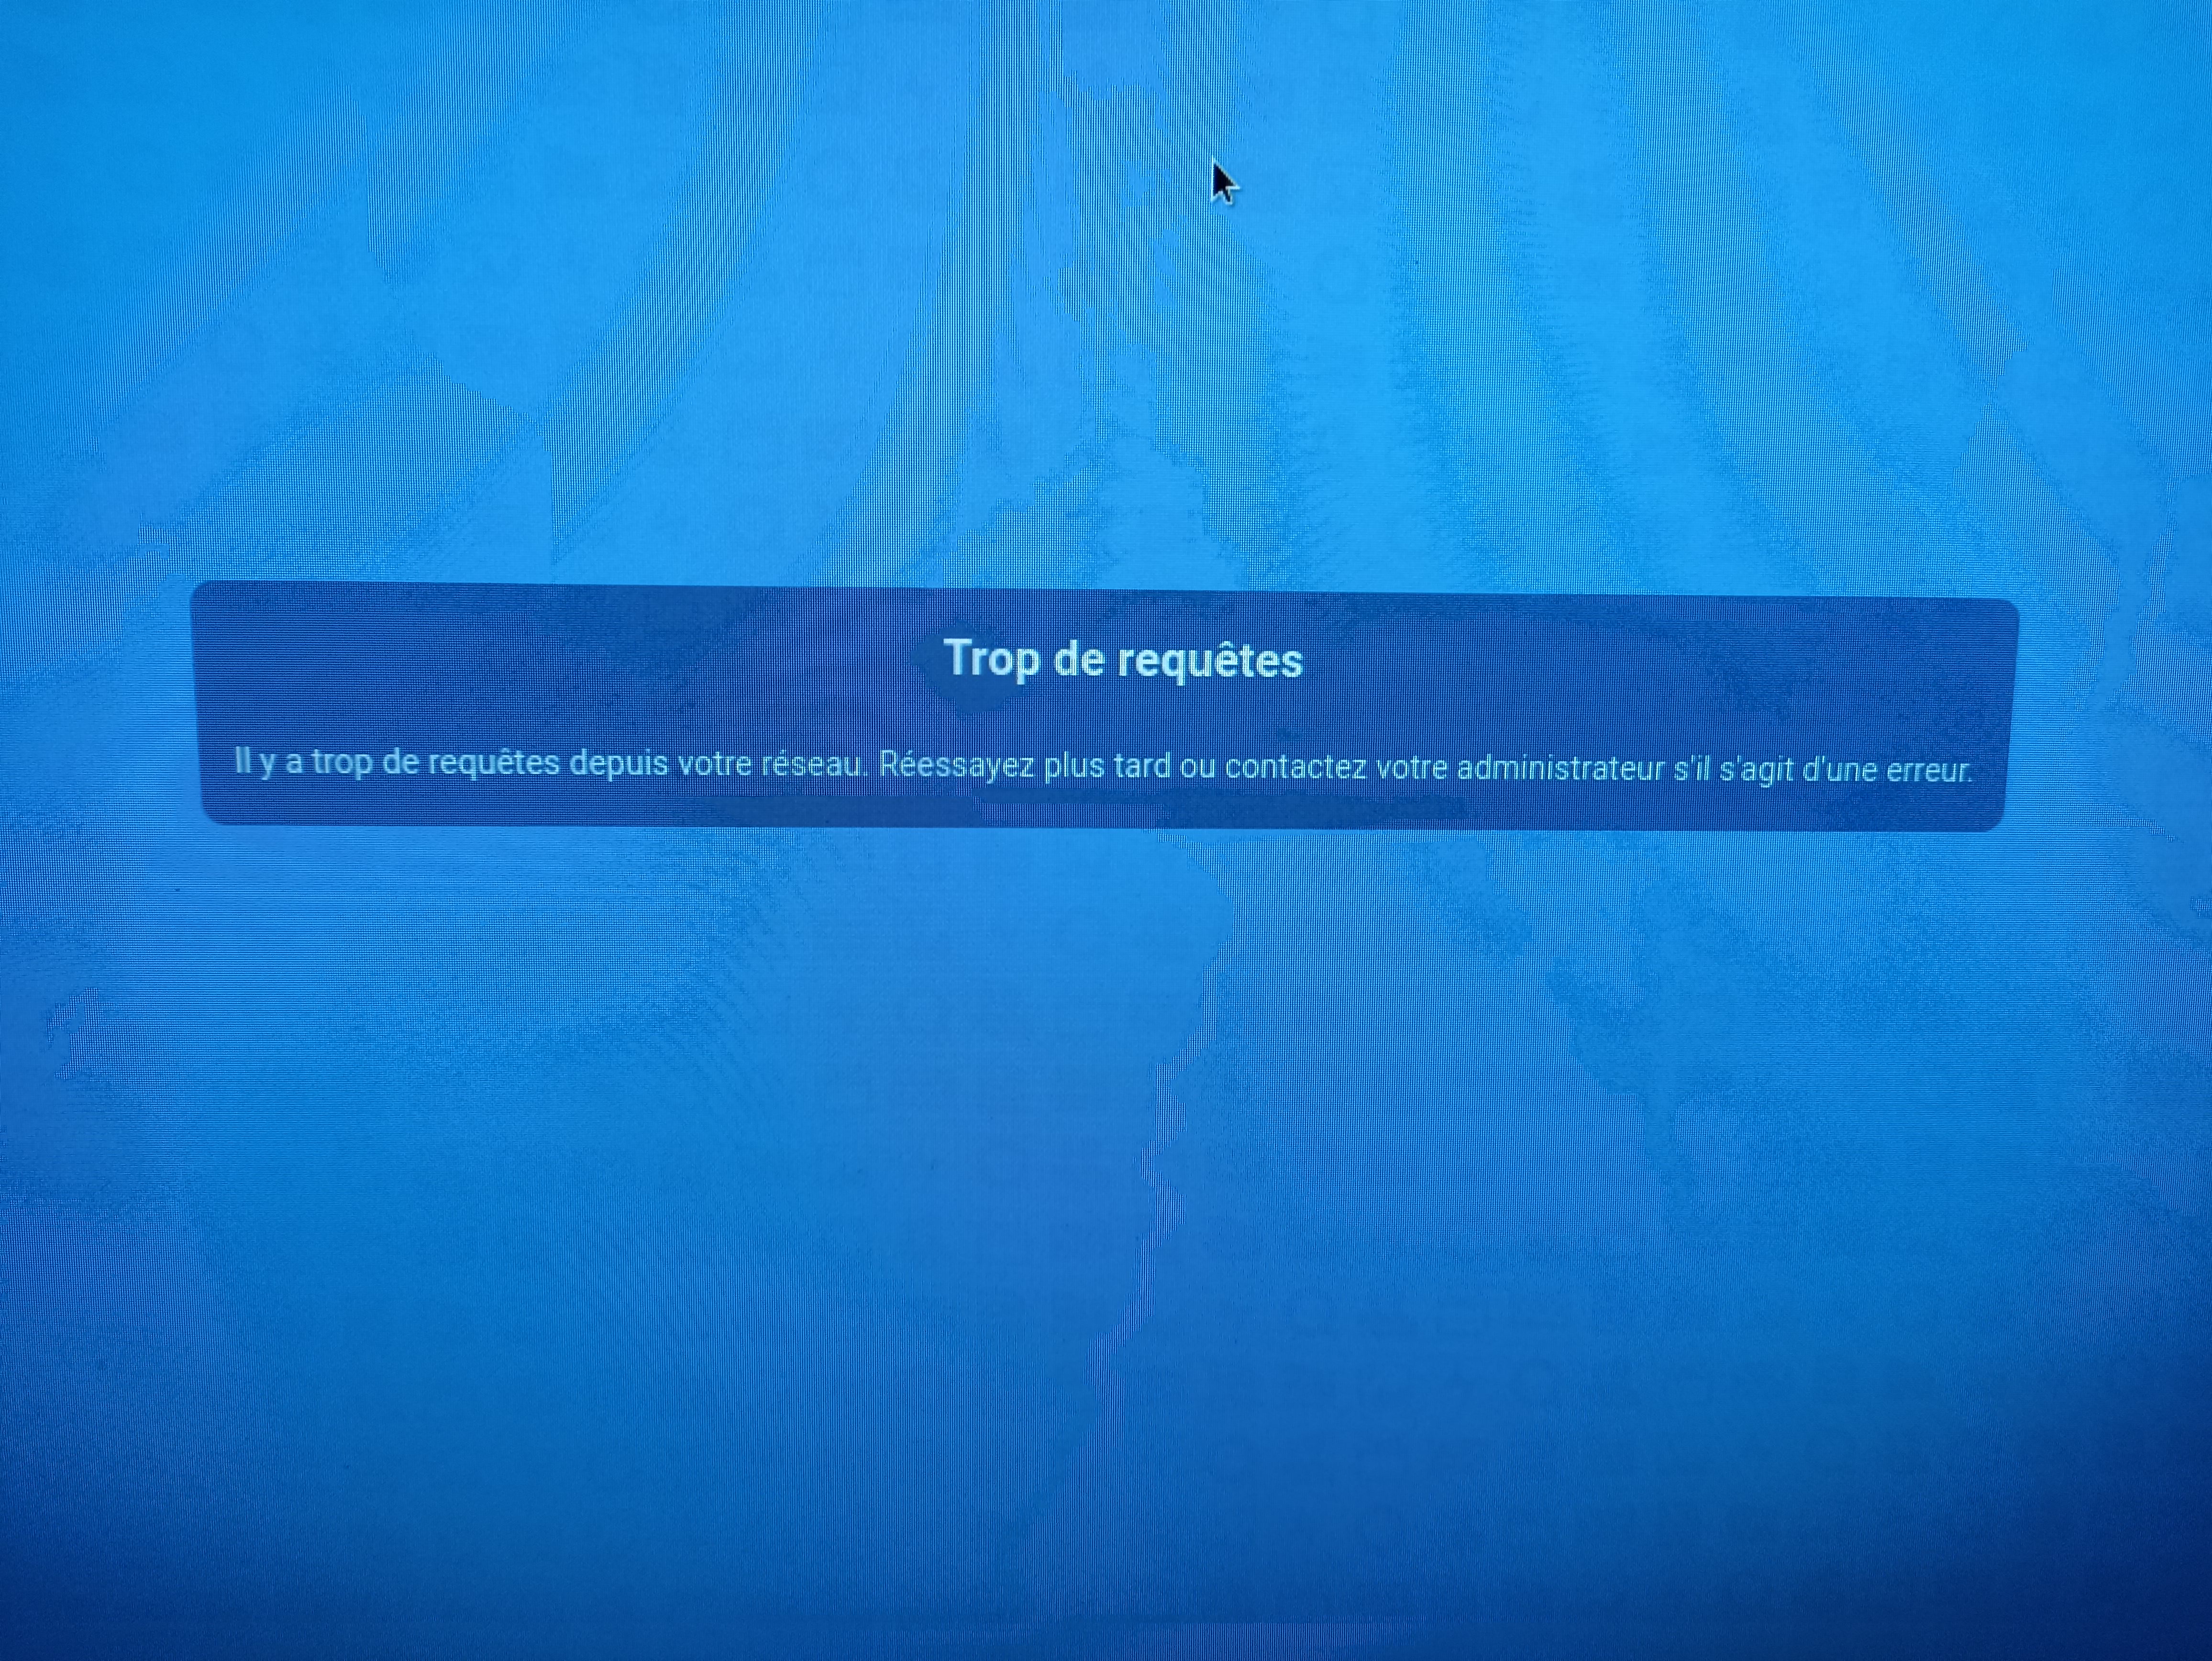 Trop de requêtes
Il y a trop de requêtes depuis votre réseau. Réessayez plus tard ou contactez votre administrateur s'il s'agit d'une erreur.